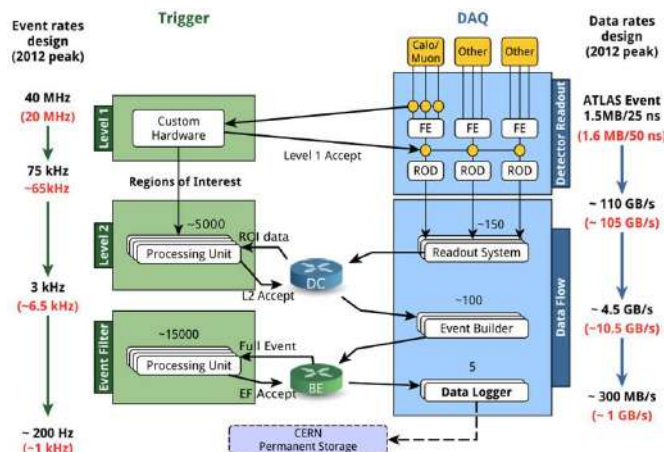 Trigger
DAQ
Event rates
design
(2012 peak)
40 MHz
(20 MHz)
75 kHz
~65kHz
3 kHz
(~6.5 kHz)
~ 200 Hz
(~1 kHz)
Level 1
Custom
Hardware
Level 1 Accept
Regions of Interest
Level 2
~5000
Processing Unit
ROI data
L2 Accept
DC
Event Filter
~15000
Processing Unit
Full Event
EF Accept
BE
Calo/
Muon
Other
Other
FE
FE
FE
ROD
ROD
ROD
Detector Readout
~150
Readout System
~100
Event Builder
5
Data Logger
Data Flow
CERN
Permanent Storage
Data rates
design
(2012 peak)
ATLAS Event
1.5MB/25 ns
(1.6 MB/50 ns)
~ 110 GB/s
(~ 105 GB/s)
~ 4.5 GB/s
(~10.5 GB/s)
~ 300 MB/s
(~ 1 GB/s)